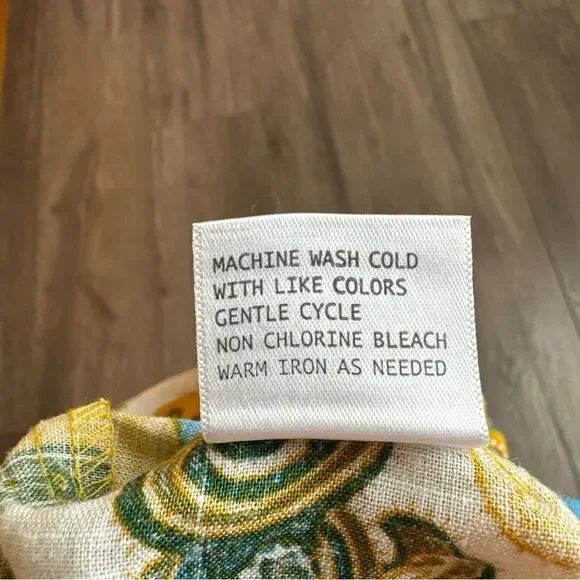 MACHINE WASH COLD
WITH LIKE COLORS
GENTLE CYCLE
NON CHLORINE BLEACH
WARM IRON AS NEEDED